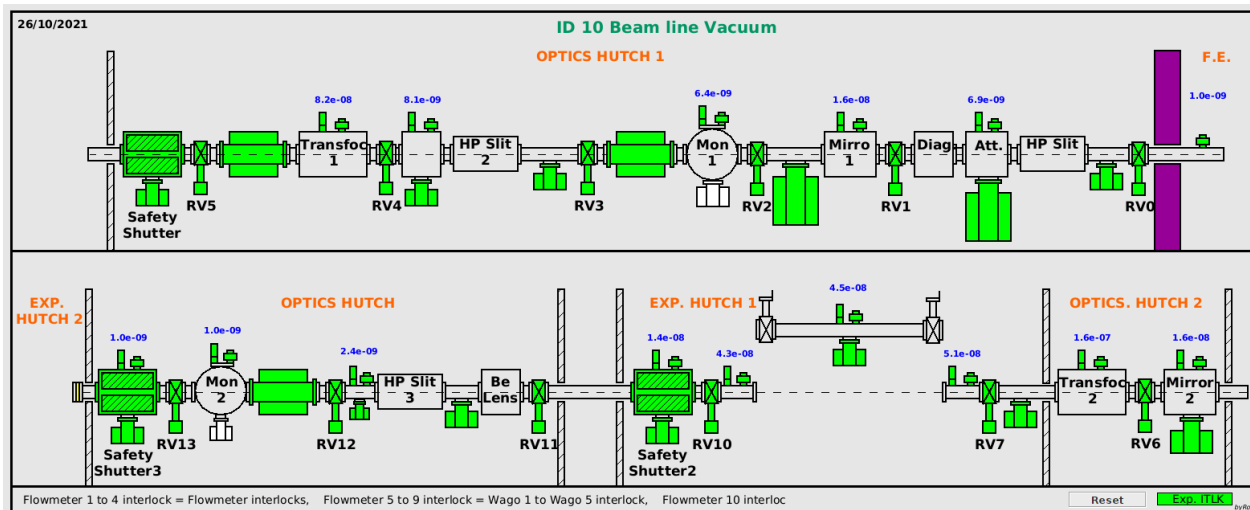 26/10/2021
ID 10 Beam line Vacuum
OPTICS HUTCH 1
F.E.
8.2e-08
8.1e-09
6.4e-09
1.6e-08
6.9e-09
1.0e-09
Transfoc
1
HP Slit
2
Mon
1
Mirro
1
Diag
Att.
HP Slit
Safety
Shutter
RV5
RV4
RV3
RV2
RV1
RV0
EXP.
HUTCH 2
OPTICS HUTCH
EXP. HUTCH 1
OPTICS. HUTCH 2
4.5e-08
1.0e-09
1.0e-09
2.4e-09
1.4e-08
4.3e-08
5.1e-08
1.6e-07
1.6e-08
Mon
2
HP Slit
3
Be
Lens
Transfoc
2
Mirror
2
Safety
Shutter3
RV13
RV12
RV11
Safety
Shutter2
RV10
RV7
RV6
Flowmeter 1 to 4 interlock = Flowmeter interlocks, Flowmeter 5 to 9 interlock = Wago 1 to Wago 5 interlock, Flowmeter 10 interloc
Reset
Exp. ITLK